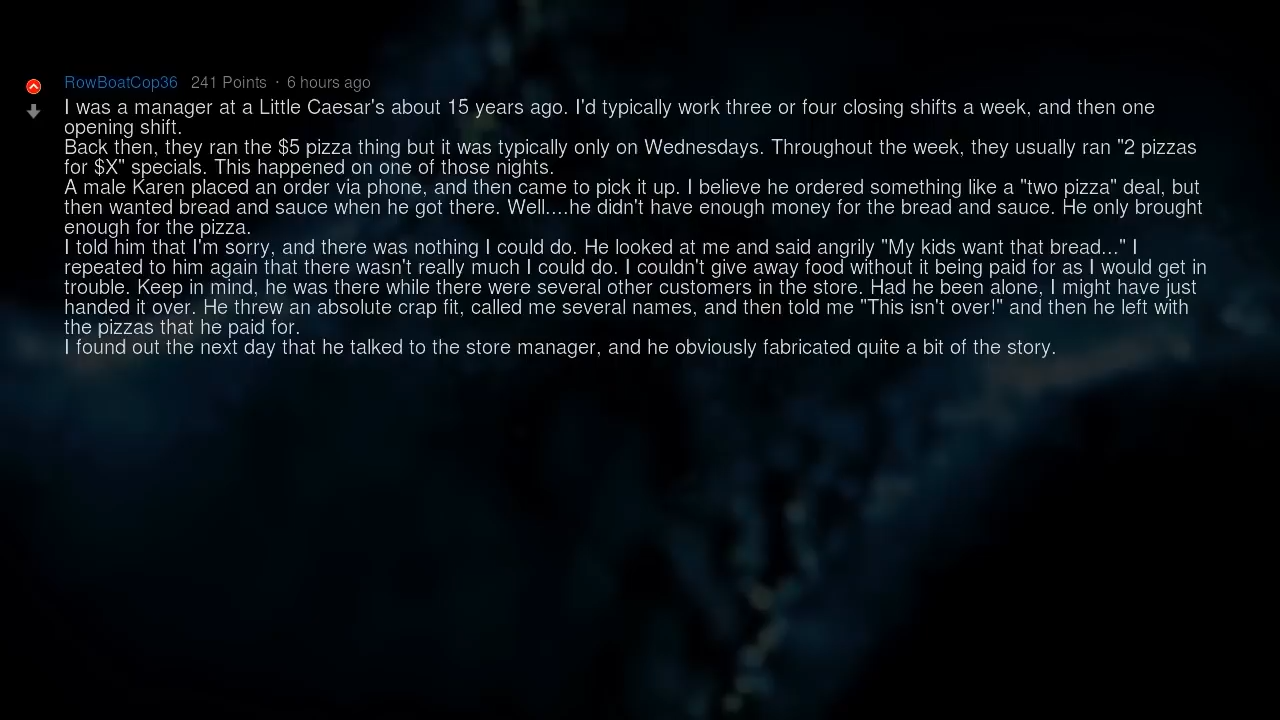 RowBoatCop36 241 Points · 6 hours ago
I was a manager at a Little Caesar's about 15 years ago. I'd typically work three or four closing shifts a week, and then one
opening shift.
Back then, they ran the $5 pizza thing but it was typically only on Wednesdays. Throughout the week, they usually ran "2 pizzas
for $X" specials. This happened on one of those nights.
A male Karen placed an order via phone, and then came to pick it up. I believe he ordered something like a "two pizza" deal, but
then wanted bread and sauce when he got there. Well....he didn't have enough money for the bread and sauce. He only brought
enough for the pizza.
I told him that I'm sorry, and there was nothing I could do. He looked at me and said angrily "My kids want that bread..." I
repeated to him again that there wasn't really much I could do. I couldn't give away food without it being paid for as I would get in
trouble. Keep in mind, he was there while there were several other customers in the store. Had he been alone, I might have just
handed it over. He threw an absolute crap fit, called me several names, and then told me "This isn't over!" and then he left with
the pizzas that he paid for.
I found out the next day that he talked to the store manager, and he obviously fabricated quite a bit of the story.